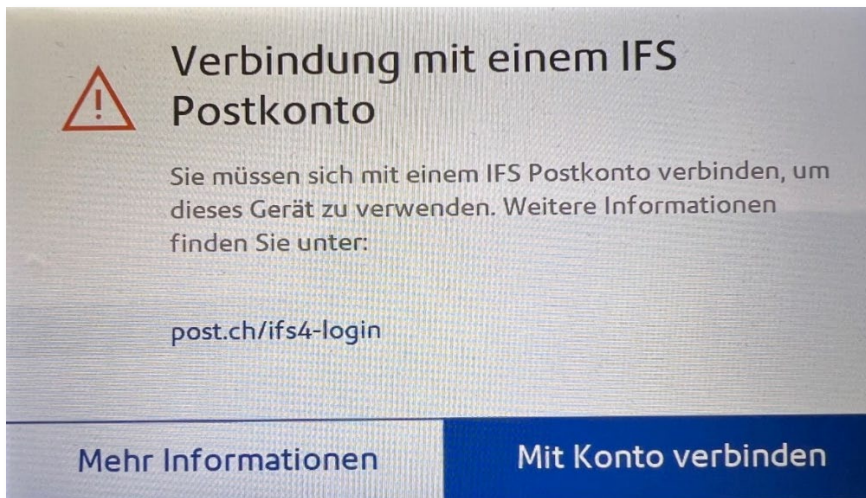 Verbindung mit einem IFS
Postkonto
Sie müssen sich mit einem IFS Postkonto verbinden, um
dieses Gerät zu verwenden. Weitere Informationen
finden Sie unter:
post.ch/ifs4-login
Mehr Informationen
Mit Konto verbinden